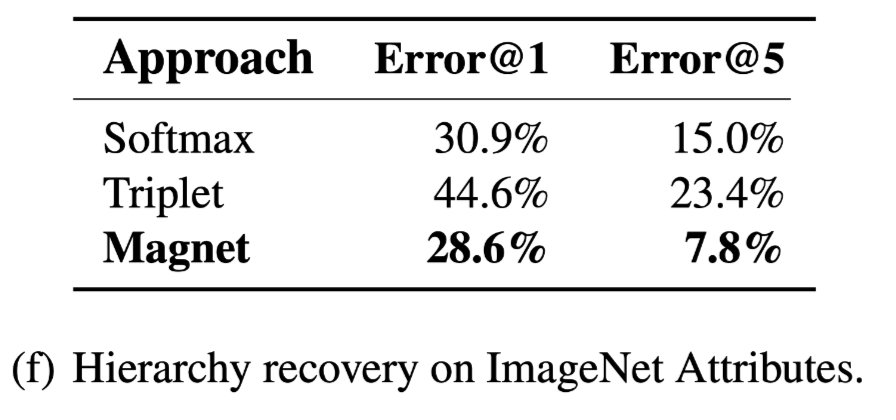 Approach Error@1 Error@5
Softmax 30.9% 15.0%
Triplet 44.6% 23.4%
Magnet 28.6% 7.8%
(f) Hierarchy recovery on ImageNet Attributes.